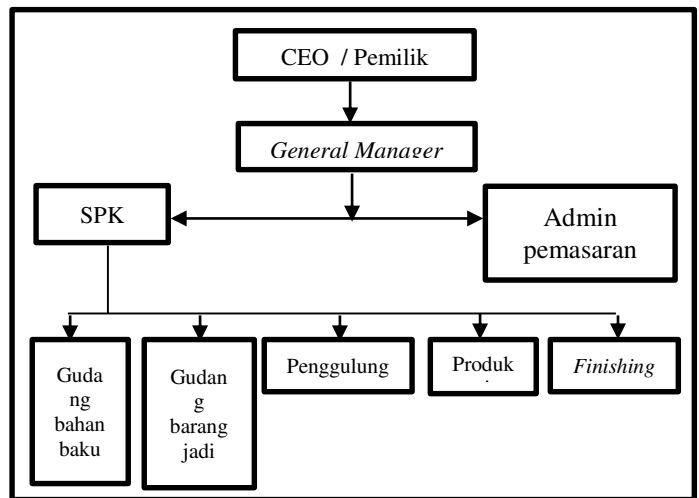 CEO / Pemilik
General Manager
SPK
Admin
pemasaran
Guda
ng
bahan
baku
Gudan
g
barang
jadi
Penggulung
Produk
Finishing